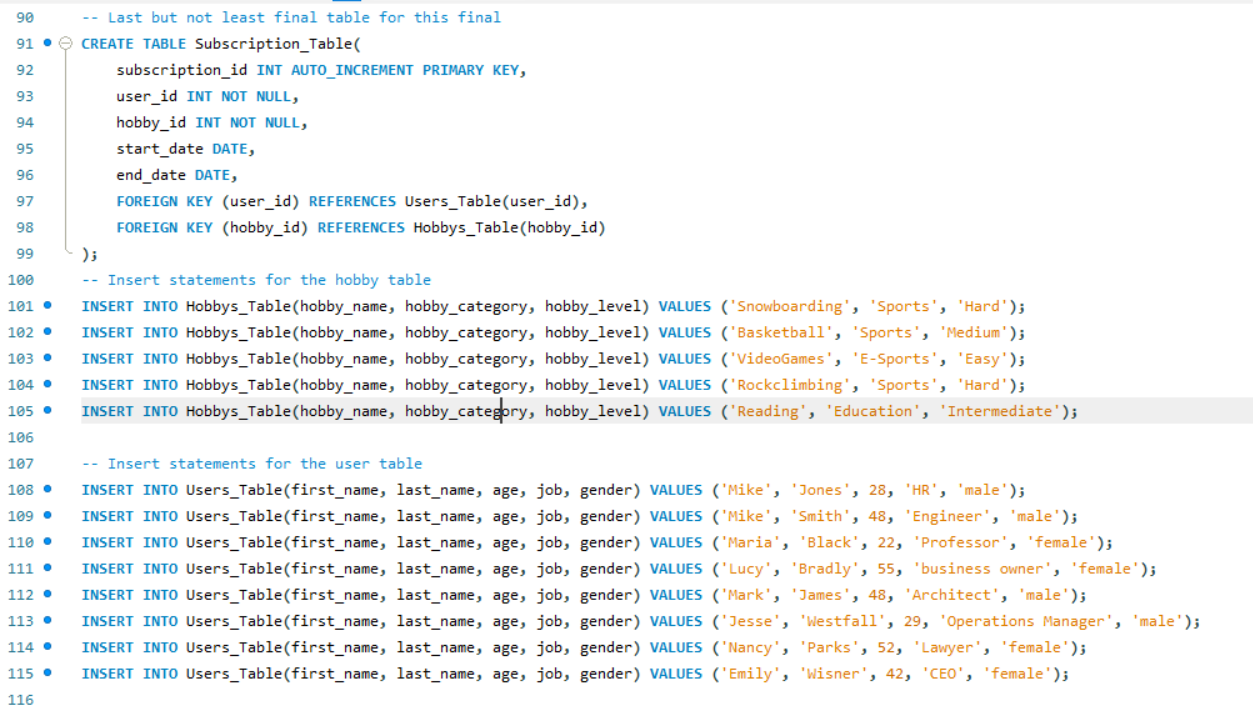 90 -- Last but not least final table for this final
91 CREATE TABLE Subscription_Table(
92 subscription_id INT AUTO_INCREMENT PRIMARY KEY,
93 user_id INT NOT NULL,
94 hobby_id INT NOT NULL,
95 start_date DATE,
96 end_date DATE,
97 FOREIGN KEY (user_id) REFERENCES Users_Table(user_id),
98 FOREIGN KEY (hobby_id) REFERENCES Hobbys_Table(hobby_id)
99 );
100 -- Insert statements for the hobby table
101 INSERT INTO Hobbys_Table(hobby_name, hobby_category, hobby_level) VALUES ('Snowboarding', 'Sports', 'Hard');
102 INSERT INTO Hobbys_Table(hobby_name, hobby_category, hobby_level) VALUES ('Basketball', 'Sports', 'Medium');
103 INSERT INTO Hobbys_Table(hobby_name, hobby_category, hobby_level) VALUES ('VideoGames', 'E-Sports', 'Easy');
104 INSERT INTO Hobbys_Table(hobby_name, hobby_category, hobby_level) VALUES ('Rockclimbing', 'Sports', 'Hard');
105 INSERT INTO Hobbys_Table(hobby_name, hobby_category, hobby_level) VALUES ('Reading', 'Education', 'Intermediate');
106
107 -- Insert statements for the user table
108 INSERT INTO Users_Table(first_name, last_name, age, job, gender) VALUES ('Mike', 'Jones', 28, 'HR', 'male');
109 INSERT INTO Users_Table(first_name, last_name, age, job, gender) VALUES ('Mike', 'Smith', 48, 'Engineer', 'male');
110 INSERT INTO Users_Table(first_name, last_name, age, job, gender) VALUES ('Maria', 'Black', 22, 'Professor', 'female');
111 INSERT INTO Users_Table(first_name, last_name, age, job, gender) VALUES ('Lucy', 'Bradly', 55, 'business owner', 'female');
112 INSERT INTO Users_Table(first_name, last_name, age, job, gender) VALUES ('Mark', 'James', 48, 'Architect', 'male');
113 INSERT INTO Users_Table(first_name, last_name, age, job, gender) VALUES ('Jesse', 'Westfall', 29, 'Operations Manager', 'male');
114 INSERT INTO Users_Table(first_name, last_name, age, job, gender) VALUES ('Nancy', 'Parks', 52, 'Lawyer', 'female');
115 INSERT INTO Users_Table(first_name, last_name, age, job, gender) VALUES ('Emily', 'Wisner', 42, 'CEO', 'female');
116